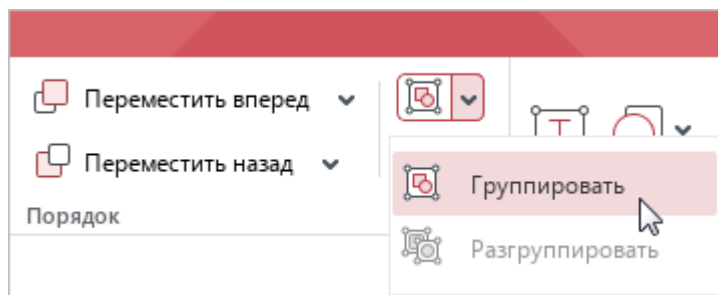 Переместить вперед
Переместить назад
Порядок
Группировать
Разгруппировать